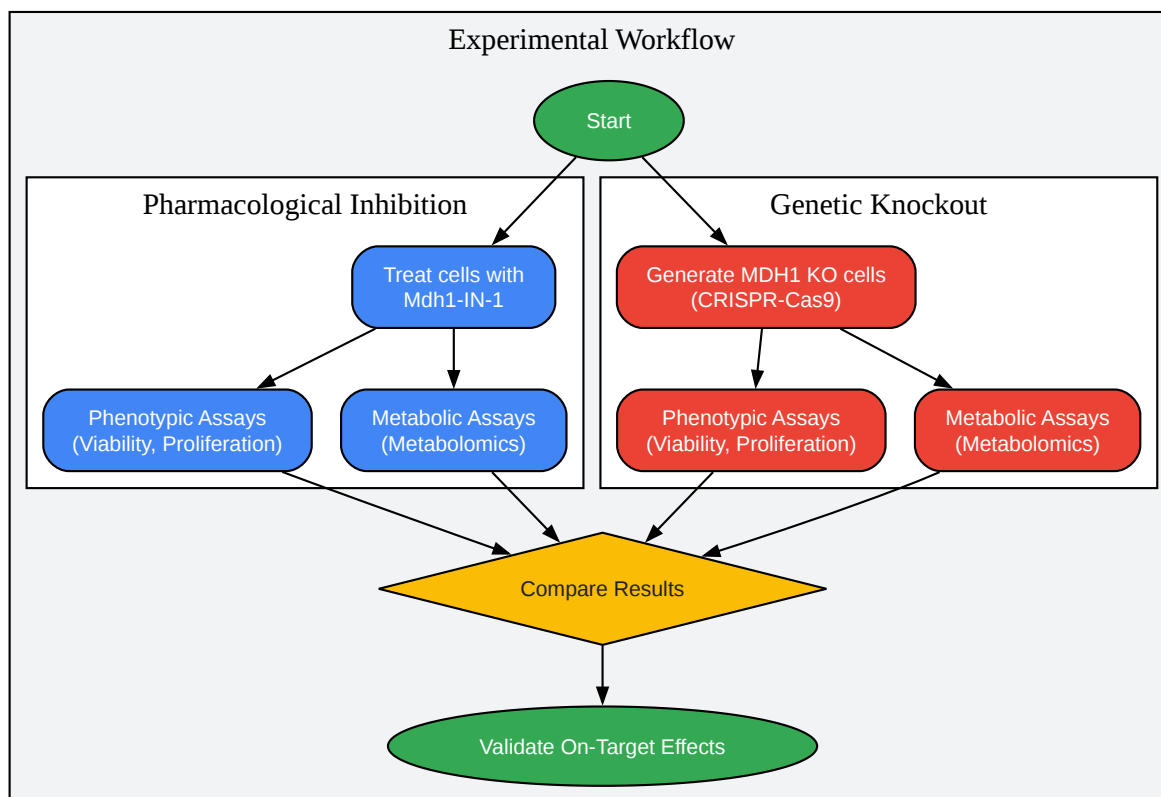 Experimental Workflow
Start
Pharmacological Inhibition
Genetic Knockout
Treat cells with
Mdh1-IN-1
Generate MDH1 KO cells
(CRISPR-Cas9)
Phenotypic Assays
(Viability, Proliferation)
Metabolic Assays
(Metabolomics)
Phenotypic Assays
(Viability, Proliferation)
Metabolic Assays
(Metabolomics)
Compare Results
Validate On-Target Effects